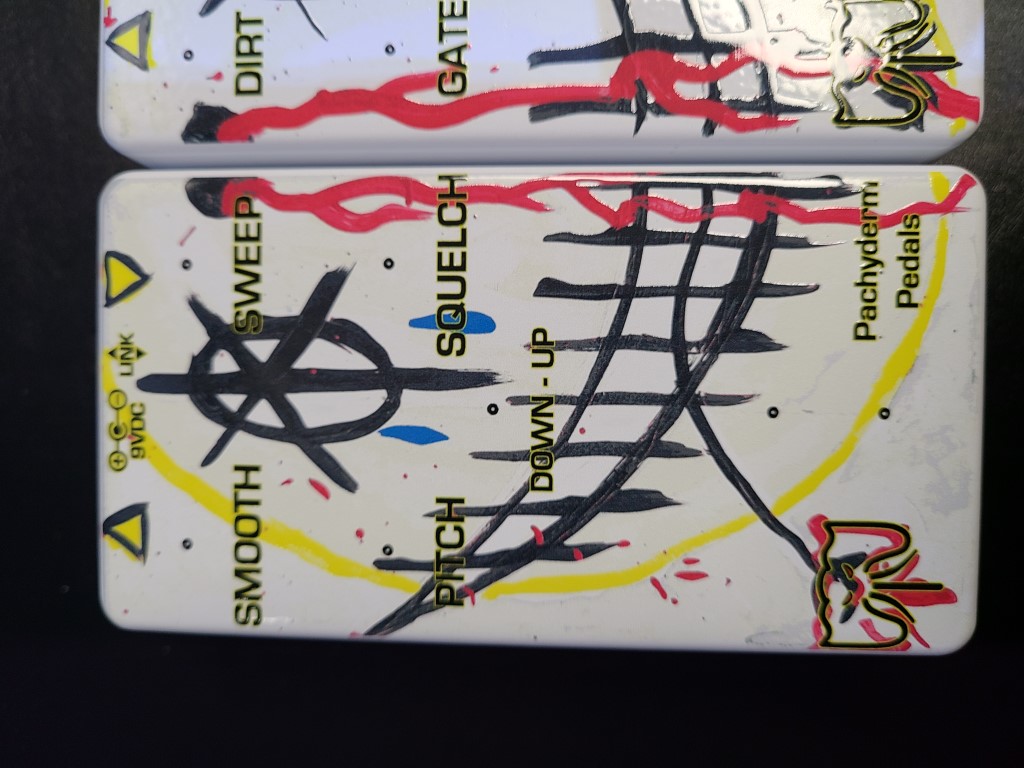 9VDC LINK
SMOOTH SWEEP
PITCH SQUELCH
DOWN - UP
Pachyderm
Pedals
DIRT
GATE